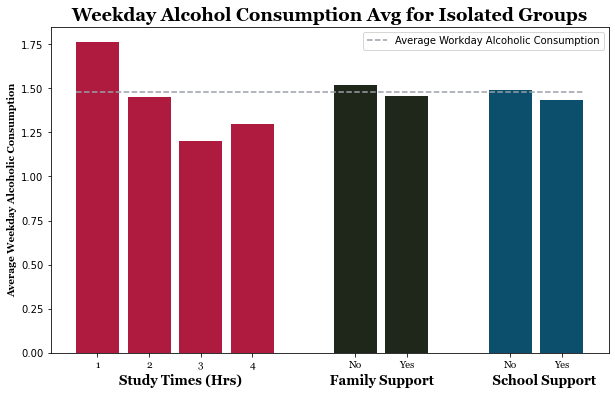 Weekday Alcohol Consumption Avg for Isolated Groups
Average Workday Alcoholic Consumption
Average Weekday Alcoholic Consumption
1.75
1.50
1.25
1.00
0.75
0.50
0.25
0.00
1 2 3 4 No Yes No Yes
Study Times (Hrs) Family Support School Support